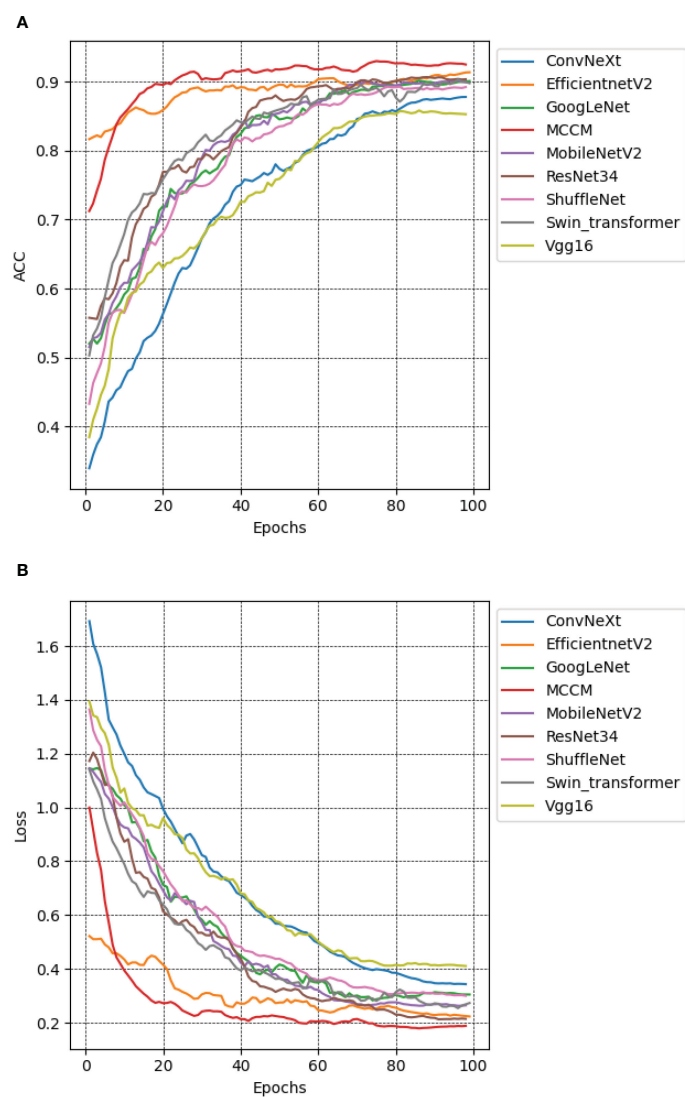 A
0.9
0.8
0.7
0.6
0.5
0.4
ACC
0 20 40 60 80 100
Epochs
ConvNeXt
EfficientnetV2
GoogLeNet
MCCM
MobileNetV2
ResNet34
ShuffleNet
Swin_transformer
Vgg16
B
1.6
1.4
1.2
1.0
0.8
0.6
0.4
0.2
Loss
0 20 40 60 80 100
Epochs
ConvNeXt
EfficientnetV2
GoogLeNet
MCCM
MobileNetV2
ResNet34
ShuffleNet
Swin_transformer
Vgg16